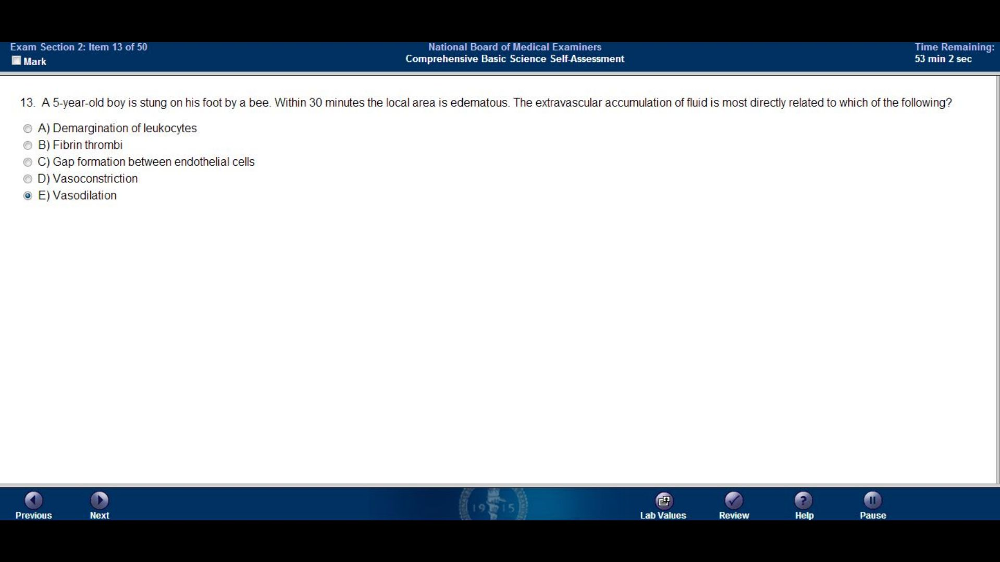 Exam Section 2: Item 13 of 50
National Board of Medical Examiners
Time Remaining:
Mark
Comprehensive Basic Science Self-Assessment
53 min 2 sec
13. A 5-year-old boy is stung on his foot by a bee. Within 30 minutes the local area is edematous. The extravascular accumulation of fluid is most directly related to which of the following?
A) Demargination of leukocytes
B) Fibrin thrombi
C) Gap formation between endothelial cells
D) Vasoconstriction
E) Vasodilation
1915
Previous
Next
Lab Values
Review
Help
Pause